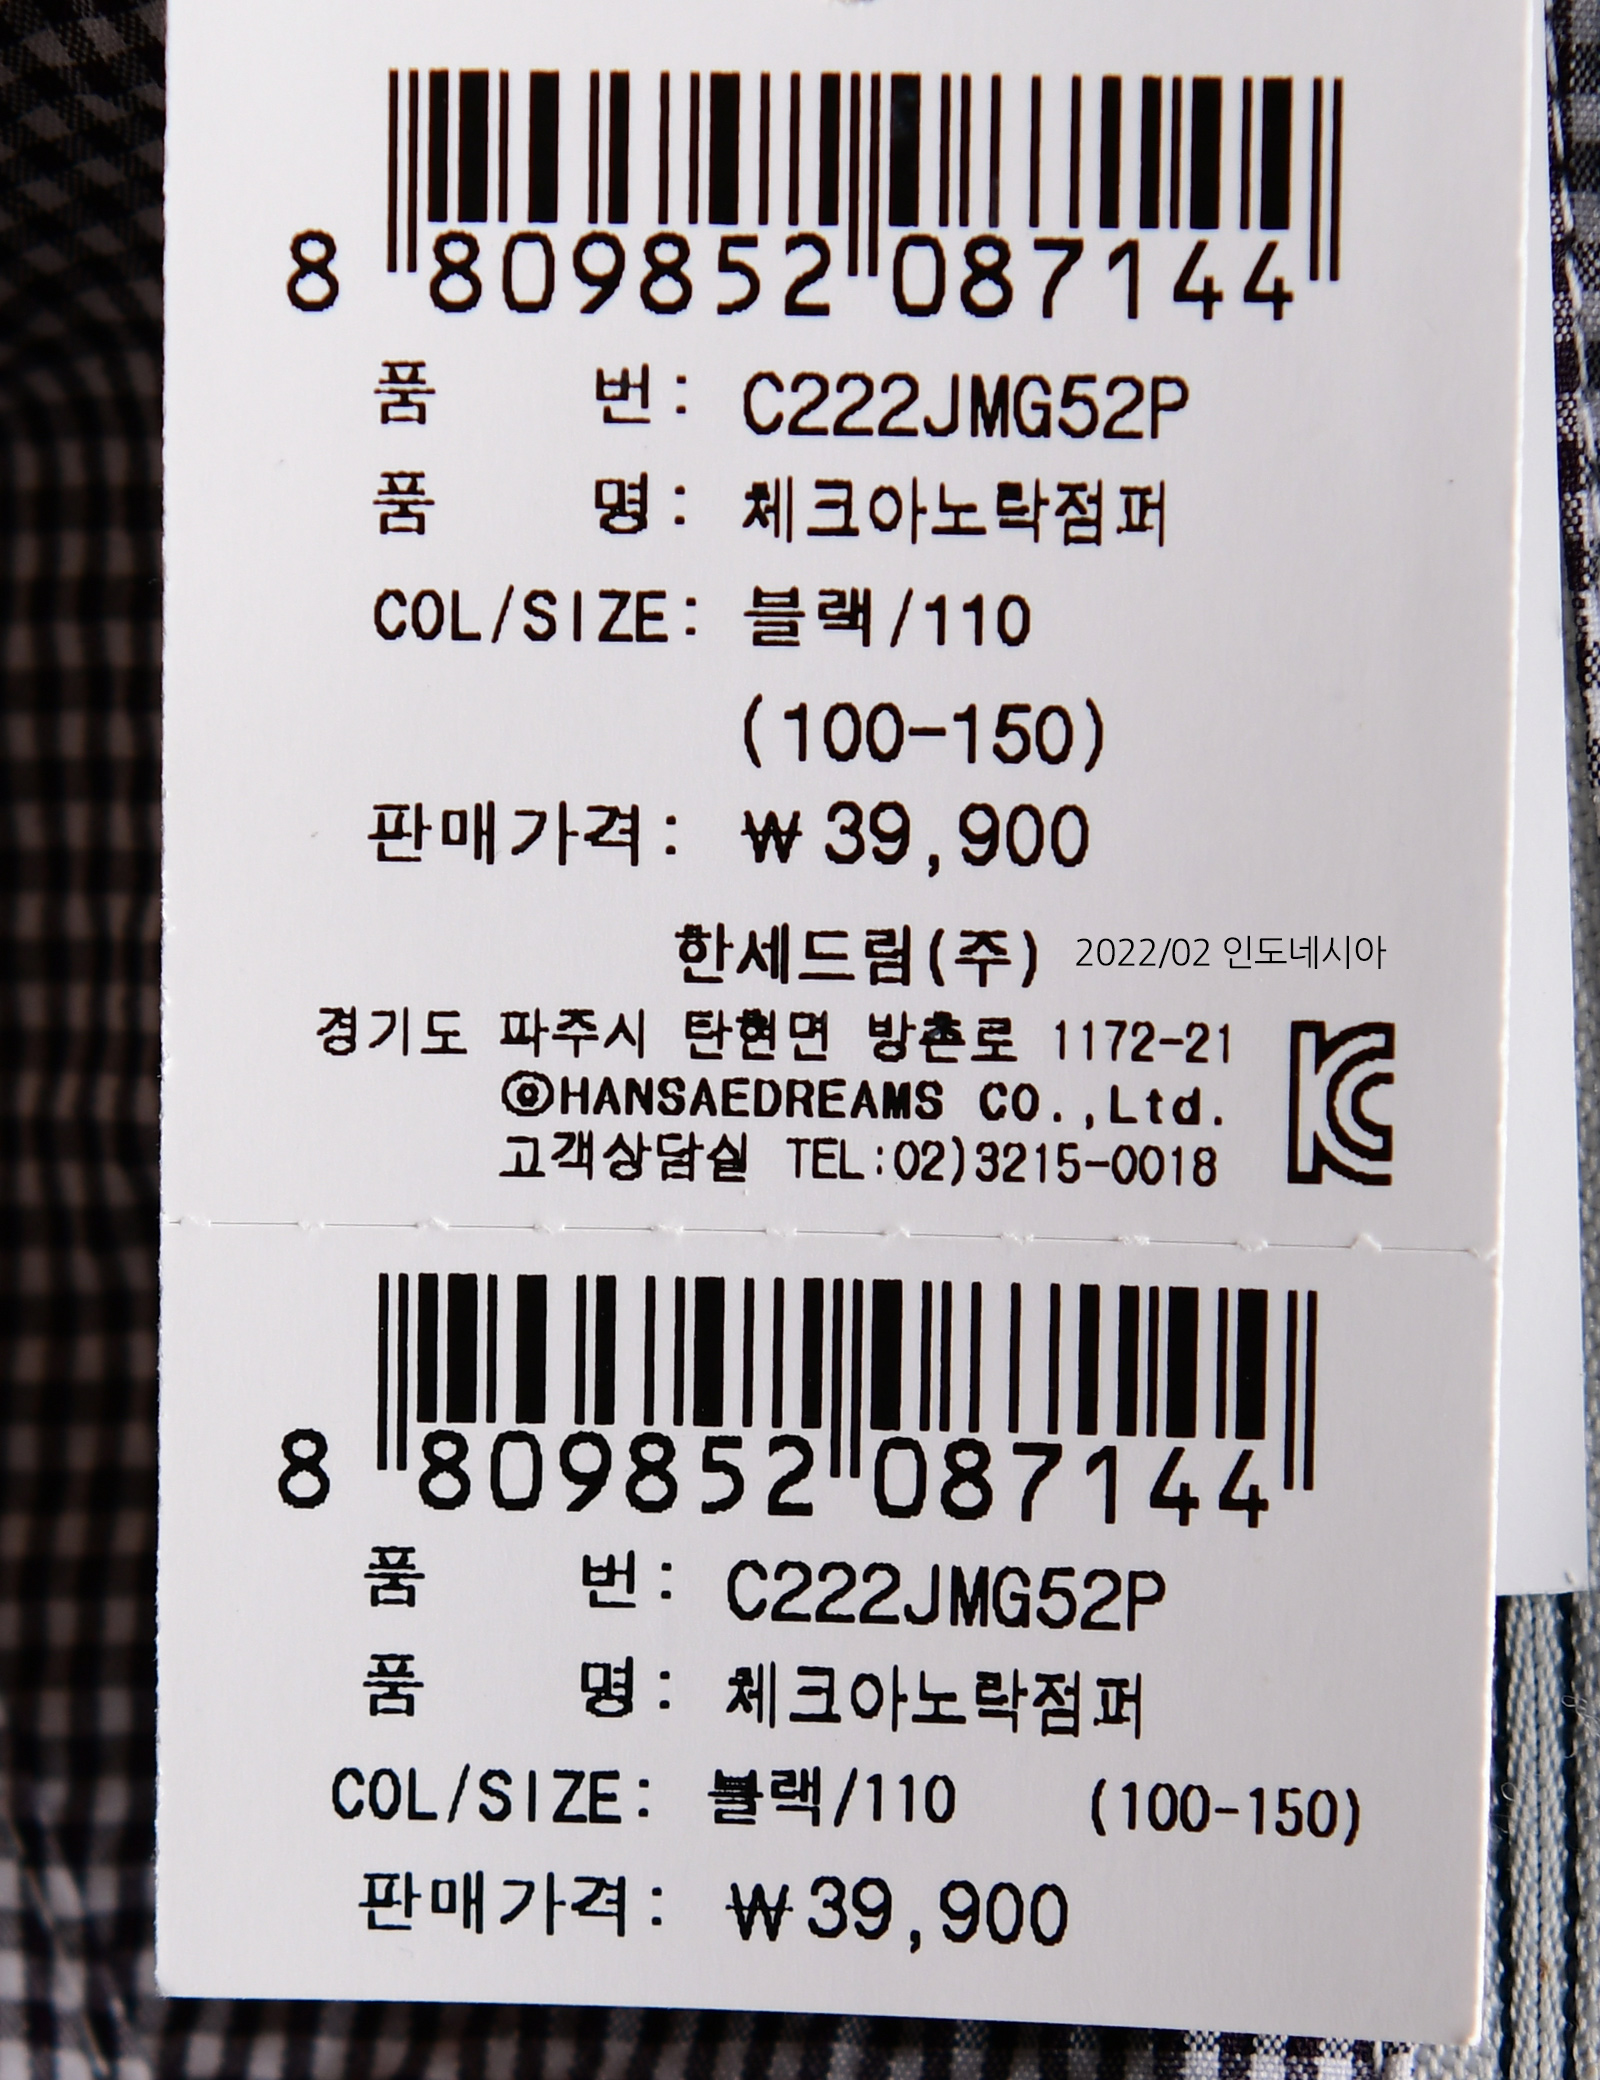 8 809852 087144
품 번: C222JMG52P
품 명: 체크아노락점퍼
COL/SIZE: 블랙/110
(100-150)
판매가격: ₩39,900
한세드림(주) 2022/02 인도네시아
경기도 파주시 탄현면 방촌로 1172-21
◎HANSAEDREAMS CO.,Ltd.
고객상담실 TEL:02)3215-0018
KC
8 809852 087144
품 번: C222JMG52P
품 명: 체크아노락점퍼
COL/SIZE: 블랙/110 (100-150)
판매가격: ₩39,900